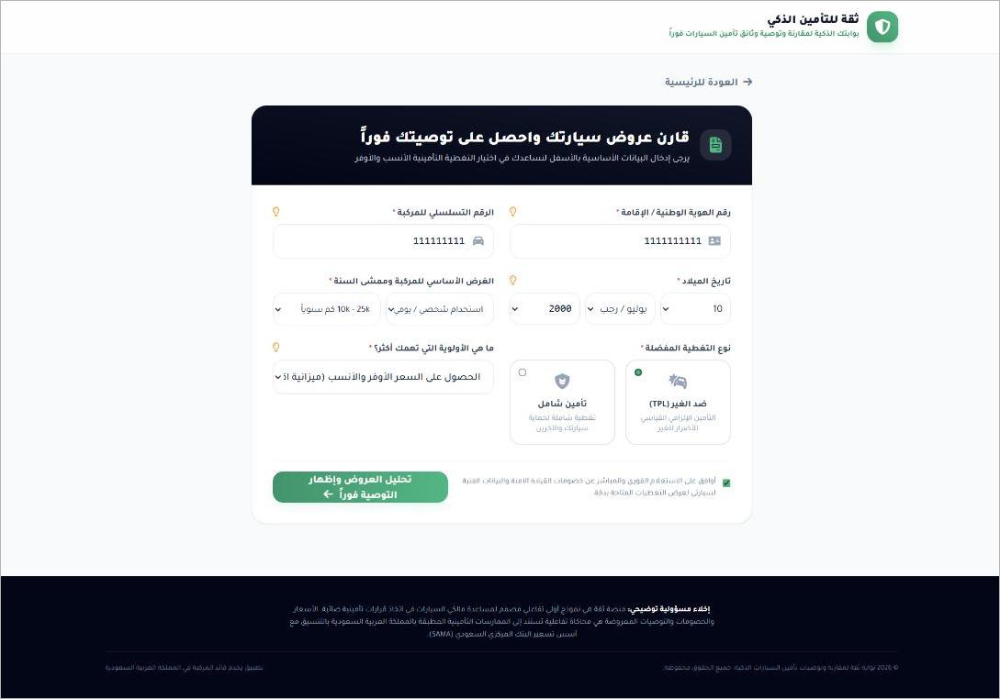 ثقة للتأمين الذكي
بوابتك الذكية لمقارنة وتوصية وثائق تأمين السيارات فوراً
→ العودة للرئيسية
قارن عروض سيارتك واحصل على توصيتك فوراً
يرجى إدخال البيانات الأساسية بالأسفل لنساعدك في اختيار التغطية التأمينية الأنسب والأوفر
رقم الهوية الوطنية / الإقامة *
1111111111
الرقم التسلسلي للمركبة *
111111111
تاريخ الميلاد *
10
يوليو / رجب
2000
الغرض الأساسي للمركبة وممشى السنة *
استخدام شخصي / يومي
10k - 25k كم سنوياً
نوع التغطية المفضلة *
ضد الغير (TPL)
التأمين الإلزامي القياسي
للأضرار للغير
تأمين شامل
تغطية شاملة لحماية
سيارتك والآخرين
ما هي الأولوية التي تهمك أكثر؟ *
الحصول على السعر الأوفر والأنسب (ميزانية
أوافق على الاستعلام الفوري والمباشر عن خصومات القيادة الآمنة والبيانات الفنية
لسيارتي لعرض التغطيات المتاحة بدقة.
تحليل العروض وإظهار
التوصية فوراً ←
إخلاء مسؤولية توضيحي: منصة ثقة هي نموذج أولي تفاعلي مصمم لمساعدة مالكي السيارات في اتخاذ قرارات تأمينية صائبة. الأسعار
والخصومات والتوصيات المعروضة هي محاكاة تفاعلية تستند إلى الممارسات التأمينية المطبقة بالمملكة العربية السعودية بالتنسيق مع
أسس تسعير البنك المركزي السعودي (SAMA).
© 2026 بوابة ثقة لمقارنة وتوصيات تأمين السيارات الذكية. جميع الحقوق محفوظة.
تطبيق يخدم قائد المركبة في المملكة العربية السعودية